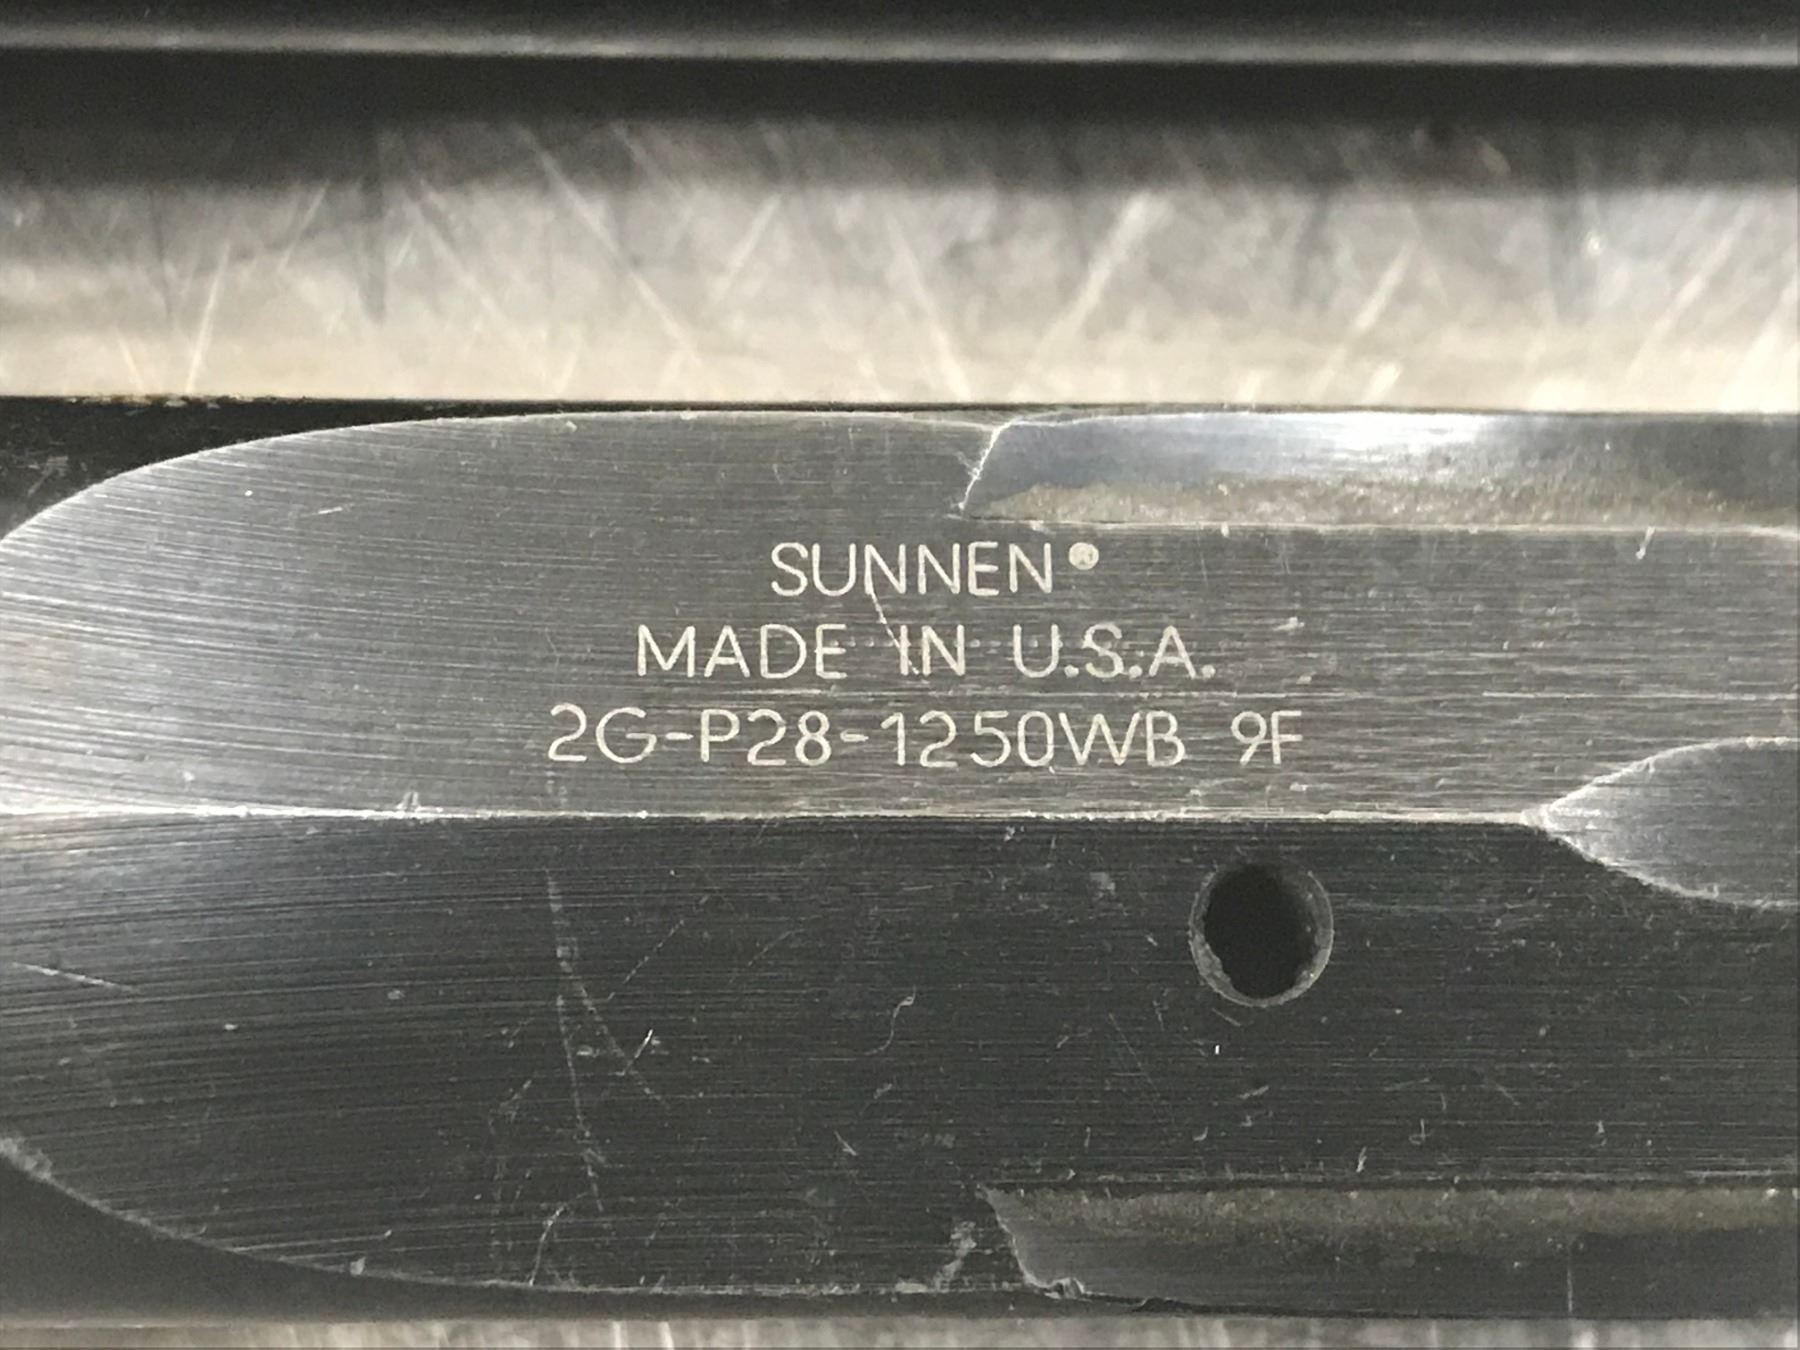 SUNNEN®
MADE IN U.S.A.
2G-P28-1250WB 9F